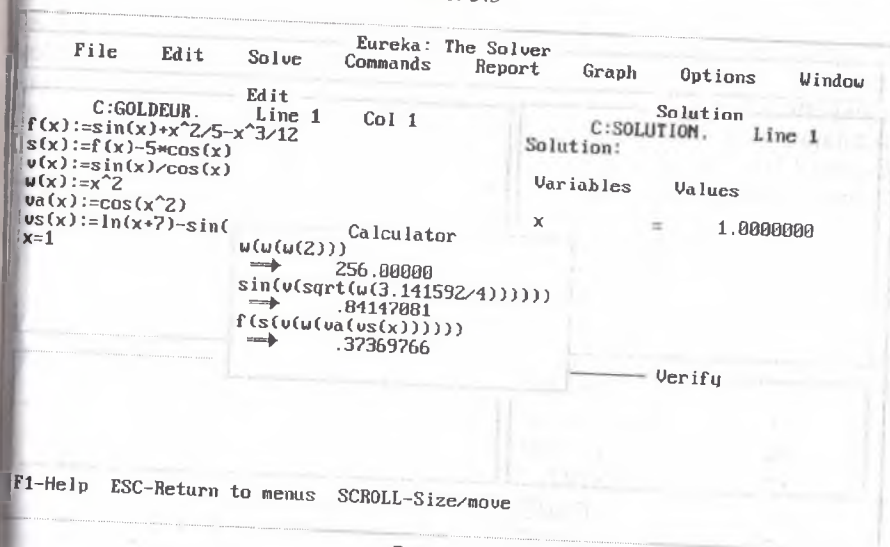 Eureka: The Solver
File Edit Solve Commands Report Graph Options Window
Edit
C:GOLDEUR. Line 1 Col 1
f(x):=sin(x)+x^2/5-x^3/12
s(x):=f(x)-5*cos(x)
v(x):=sin(x)/cos(x)
w(x):=x^2
va(x):=cos(x^2)
vs(x):=ln(x+7)-sin(
x=1
Calculator
w(w(w(2)))
⇒ 256.00000
sin(v(sqrt(w(3.141592/4))))))
⇒ .84147081
f(s(v(w(va(vs(x))))))
⇒ .37369766
Solution
C:SOLUTION. Line 1
Solution:
Variables Values
x = 1.0000000
Verify
F1-Help ESC-Return to menus SCROLL-Size/move